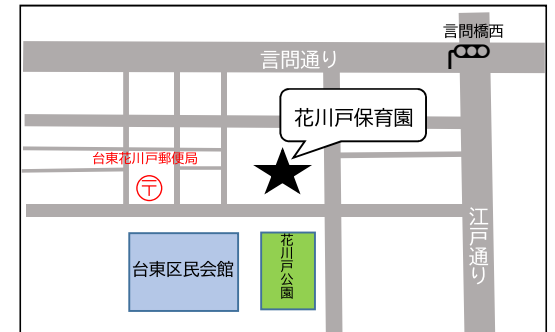 言問橋西
言問通り
花川戸保育園
台東花川戸郵便局
〒
江戸通り
花川戸公園
台東区民会館